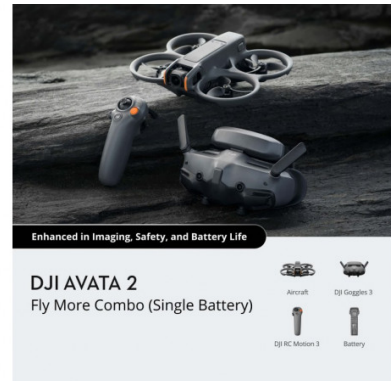 Enhanced in Imaging, Safety, and Battery Life
DJI AVATA 2
Fly More Combo (Single Battery)
Aircraft
DJI Goggles 3
DJI RC Motion 3
Battery